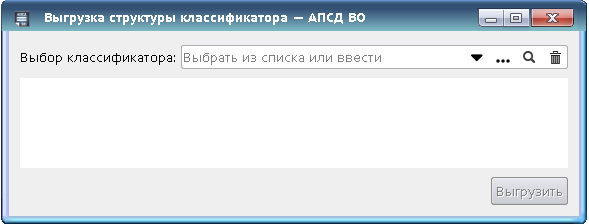 Выгрузка структуры классификатора — АПСД ВО
Выбор классификатора: Выбрать из списка или ввести
Выгрузить